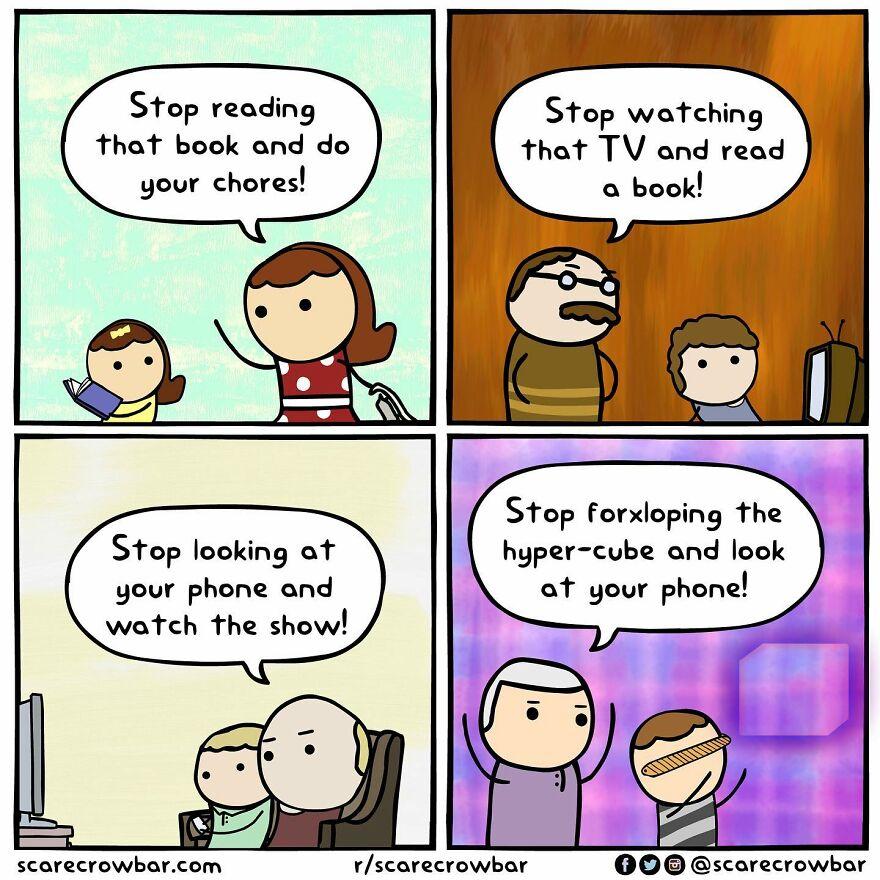 Stop reading
that book and do
your chores!
Stop watching
that TV and read
a book!
Stop looking at
your phone and
watch the show!
Stop forxloping the
hyper-cube and look
at your phone!
scarecrowbar.com
r/scarecrowbar
@scarecrowbar